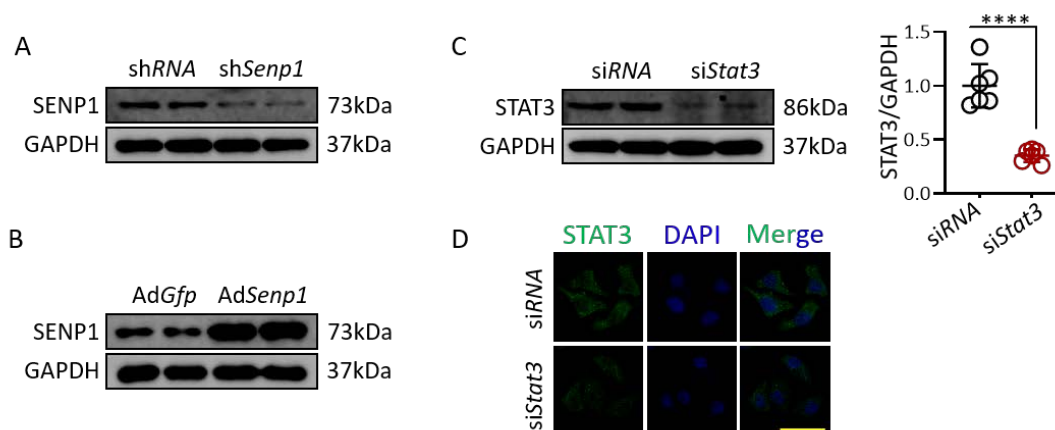 A
shRNA shSenp1
SENP1 73kDa
GAPDH 37kDa
B
AdGfp AdSenp1
SENP1 73kDa
GAPDH 37kDa
C
siRNA siStat3
STAT3 86kDa
GAPDH 37kDa
****
STAT3/GAPDH
1.5
1.0
0.5
0.0
siRNA siStat3
D
STAT3 DAPI Merge
siRNA
siStat3